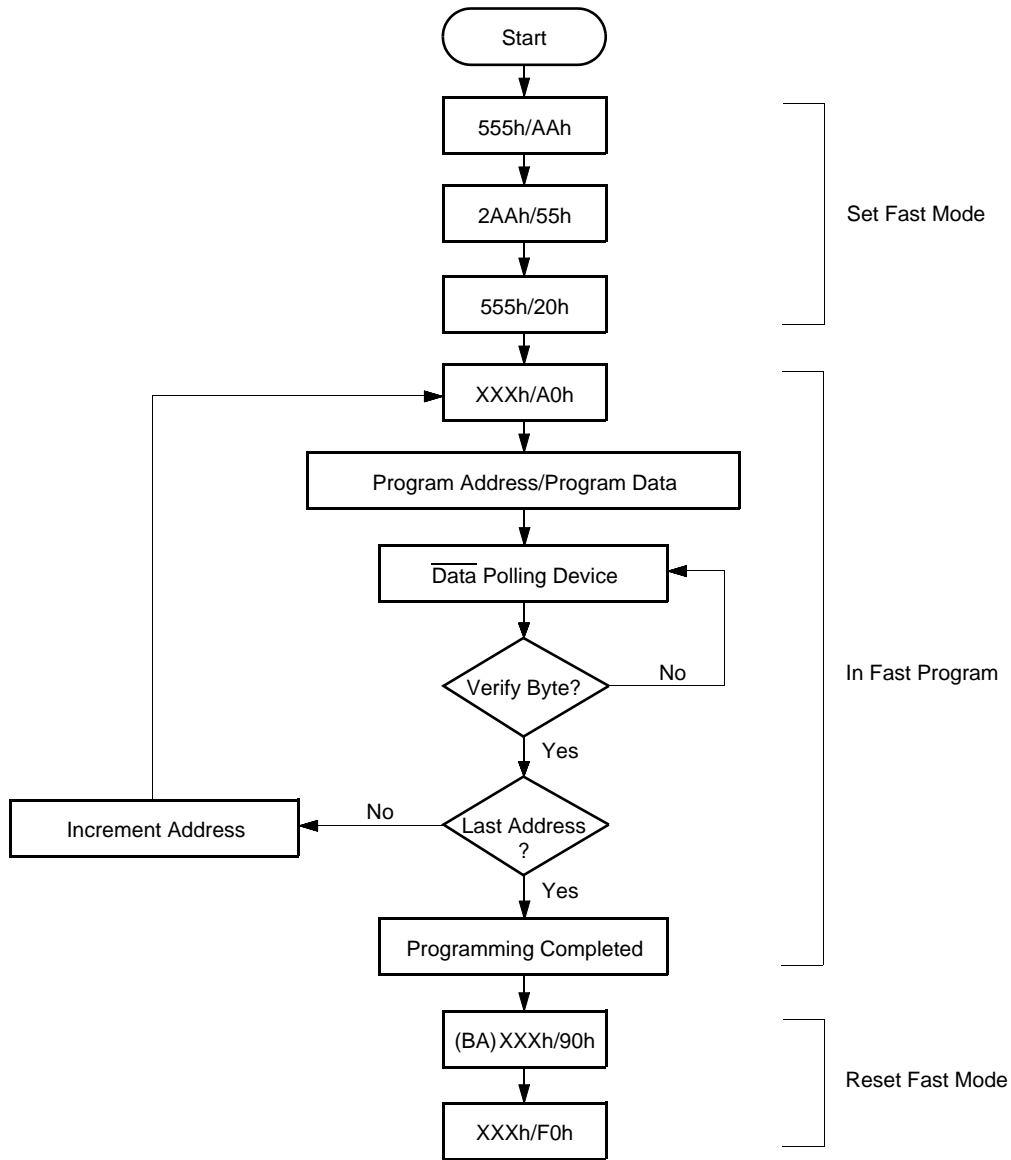 Start
555h/AAh
2AAh/55h
Set Fast Mode
555h/20h
XXXh/A0h
Program Address/Program Data
Data Polling Device
Verify Byte?
No
In Fast Program
Yes
Increment Address
No
Last Address
?
Yes
Programming Completed
(BA) XXXh/90h
Reset Fast Mode
XXXh/F0h